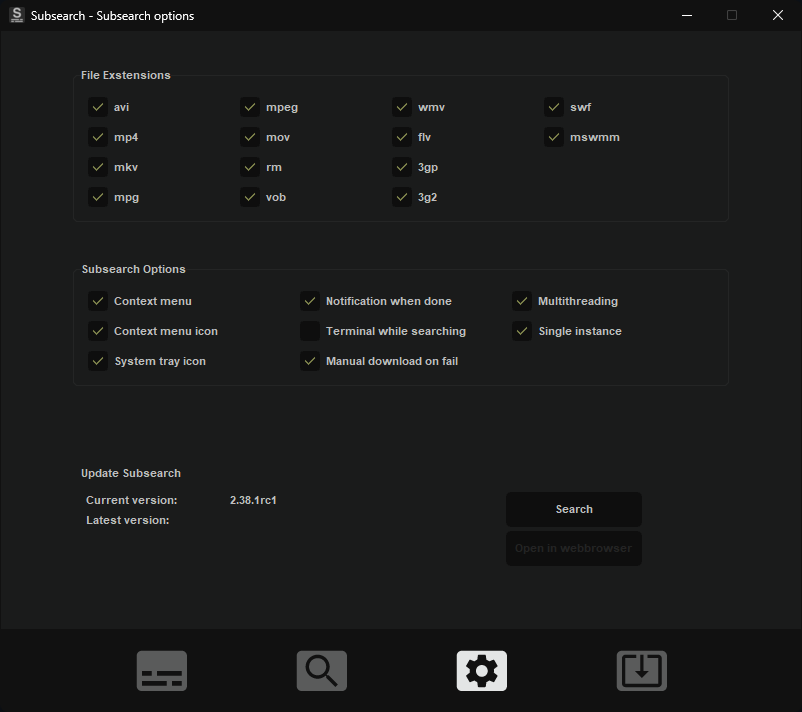 Subsearch - Subsearch options
File Exstensions
avi mpeg wmv swf
mp4 mov flv mswmm
mkv rm 3gp
mpg vob 3g2
Subsearch Options
Context menu Notification when done Multithreading
Context menu icon Terminal while searching Single instance
System tray icon Manual download on fail
Update Subsearch
Current version: 2.38.1rc1
Latest version:
Search
Open in webbrowser